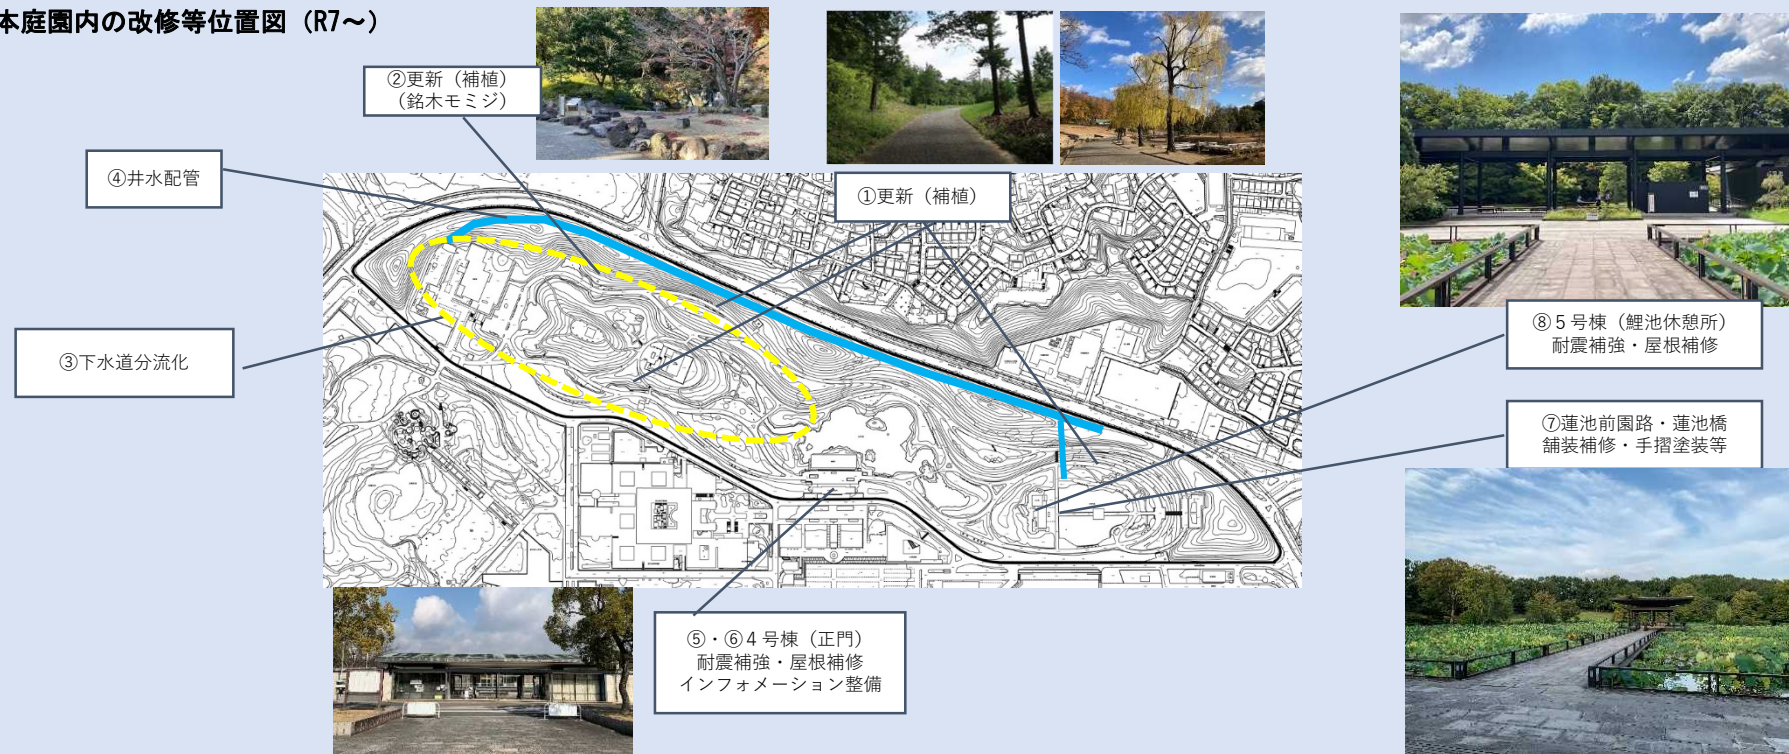 本庭園内の改修等位置図（R7～）
②更新（補植）
（銘木モミジ）
④井水配管
①更新（補植）
③下水道分流化
⑧５号棟（鯉池休憩所）
耐震補強・屋根補修
⑦蓮池前園路・蓮池橋
舗装補修・手摺塗装等
⑤・⑥４号棟（正門）
耐震補強・屋根補修
インフォメーション整備